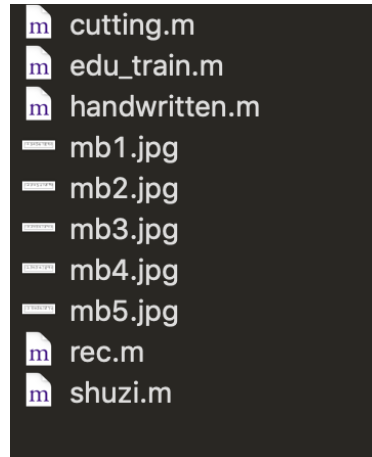 m cutting.m
m edu_train.m
m handwritten.m
mb1.jpg
mb2.jpg
mb3.jpg
mb4.jpg
mb5.jpg
m rec.m
m shuzi.m